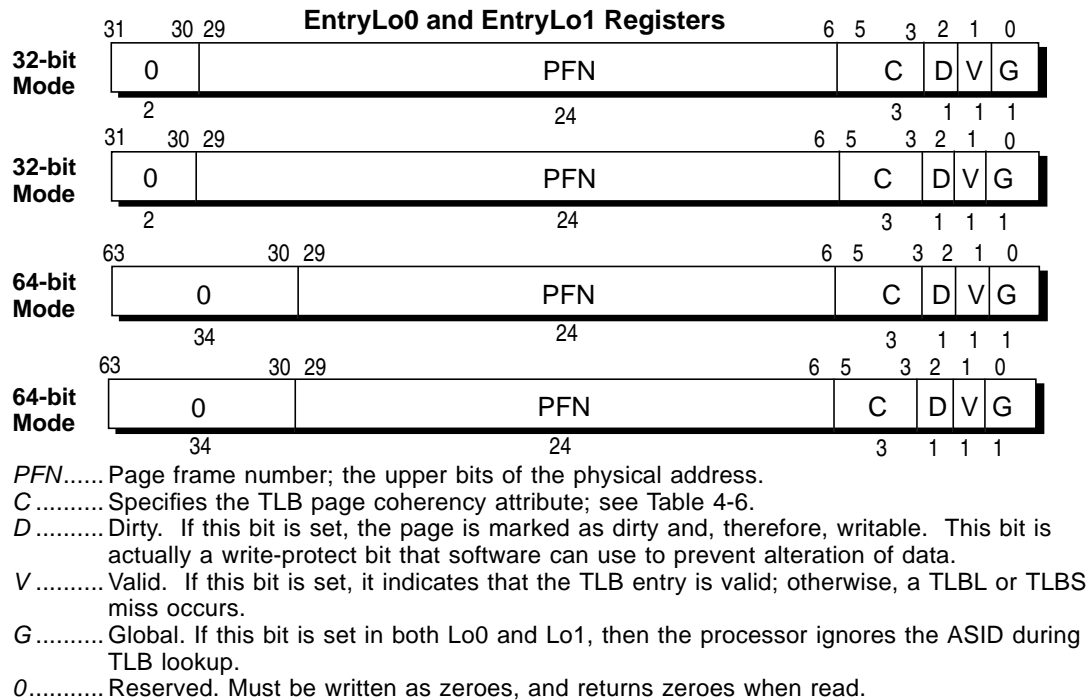 EntryLo0 and EntryLo1 Registers
31 30 29 6 5 3 2 1 0
32-bit
Mode
0 PFN C D V G
2 24 3 1 1 1
31 30 29 6 5 3 2 1 0
32-bit
Mode
0 PFN C D V G
2 24 3 1 1 1
63 30 29 6 5 3 2 1 0
64-bit
Mode
0 PFN C D V G
34 24 3 1 1 1
63 30 29 6 5 3 2 1 0
64-bit
Mode
0 PFN C D V G
34 24 3 1 1 1
PFN...... Page frame number; the upper bits of the physical address.
C .......... Specifies the TLB page coherency attribute; see Table 4-6.
D .......... Dirty. If this bit is set, the page is marked as dirty and, therefore, writable. This bit is
actually a write-protect bit that software can use to prevent alteration of data.
V .......... Valid. If this bit is set, it indicates that the TLB entry is valid; otherwise, a TLBL or TLBS
miss occurs.
G .......... Global. If this bit is set in both Lo0 and Lo1, then the processor ignores the ASID during
TLB lookup.
0........... Reserved. Must be written as zeroes, and returns zeroes when read.